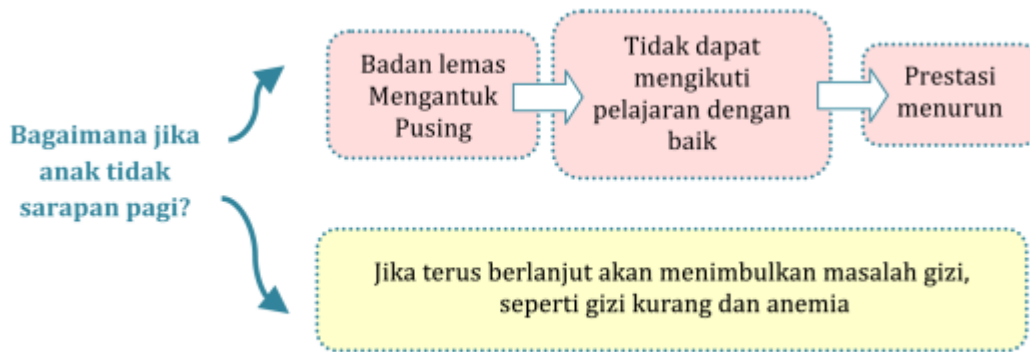 Bagaimana jika
anak tidak
sarapan pagi?
Badan lemas
Mengantuk
Pusing
Tidak dapat
mengikuti
pelajaran dengan
baik
Prestasi
menurun
Jika terus berlanjut akan menimbulkan masalah gizi,
seperti gizi kurang dan anemia